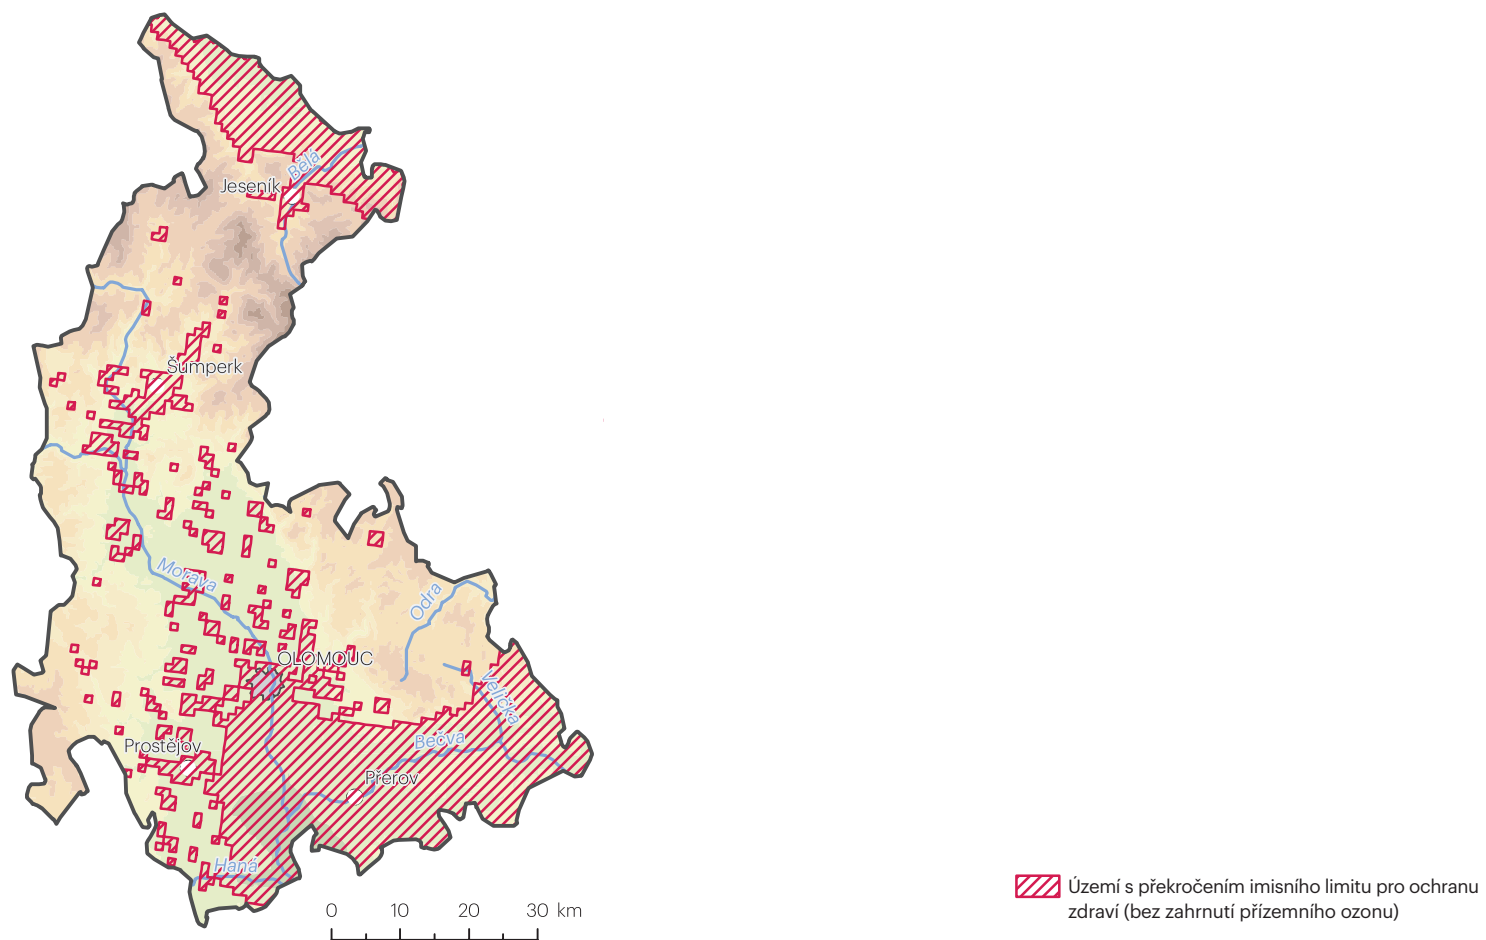 Bělá
Jeseník
Šumperk
Morava
Odra
OLOMOUC
Velička
Prostějov
Bečva
Přerov
Haná
0 10 20 30 km
Území s překročením imisního limitu pro ochranu
zdraví (bez zahrnutí přízemního ozonu)